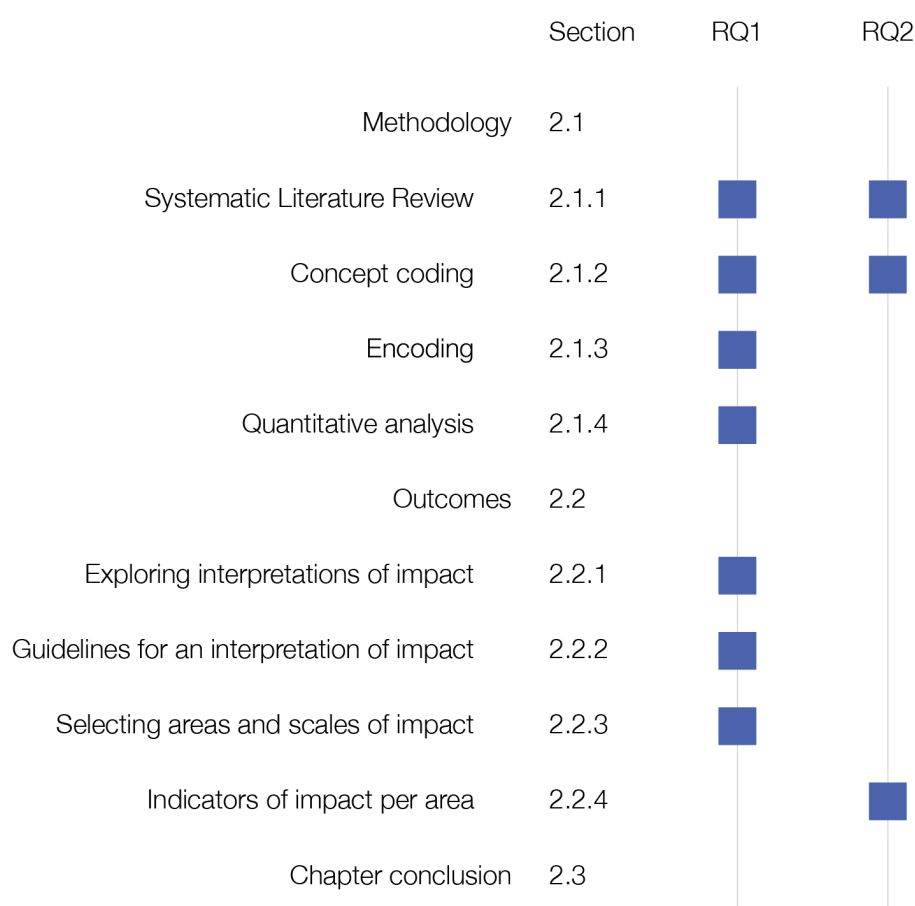 Section RQ1 RQ2
Methodology 2.1
Systematic Literature Review 2.1.1
Concept coding 2.1.2
Encoding 2.1.3
Quantitative analysis 2.1.4
Outcomes 2.2
Exploring interpretations of impact 2.2.1
Guidelines for an interpretation of impact 2.2.2
Selecting areas and scales of impact 2.2.3
Indicators of impact per area 2.2.4
Chapter conclusion 2.3